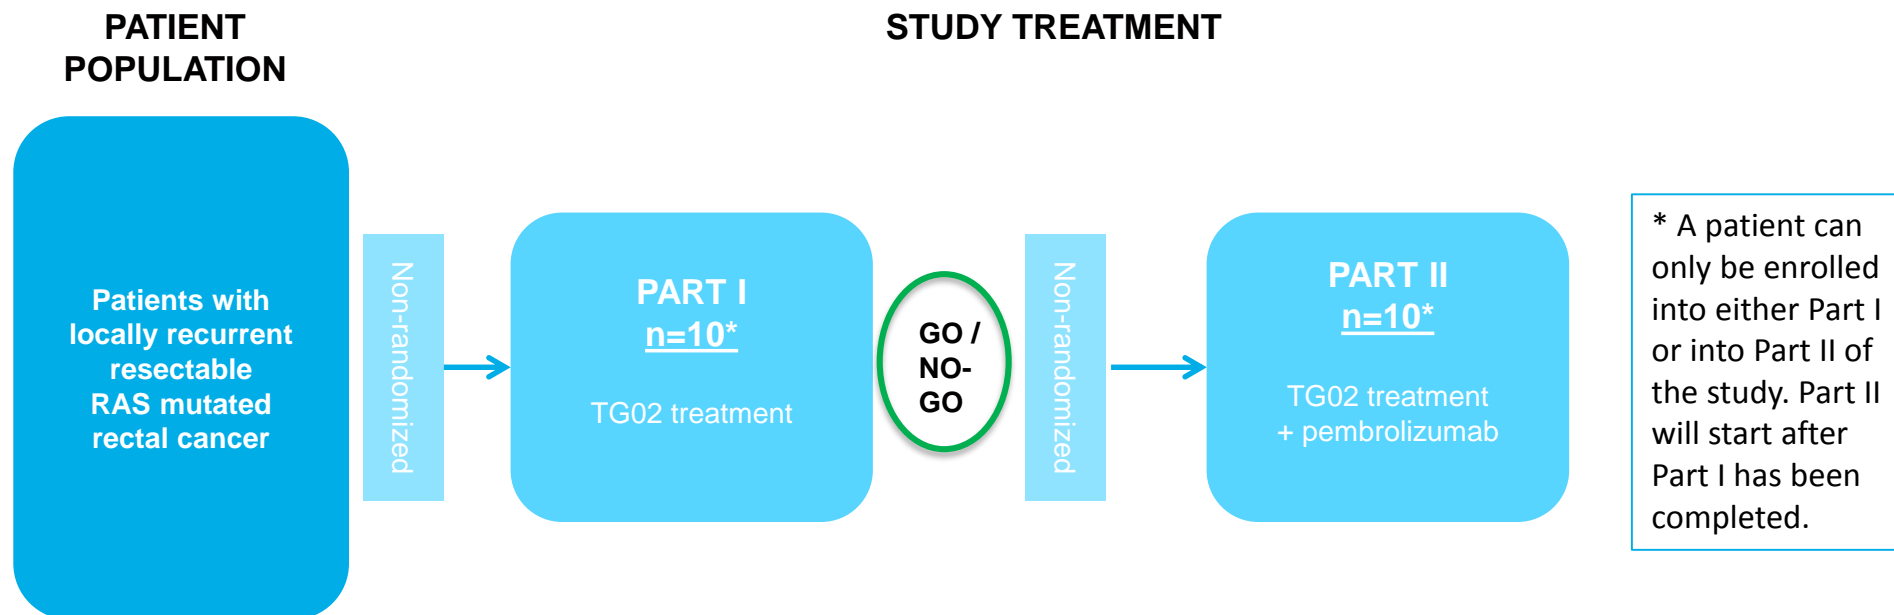 PATIENT
POPULATION
STUDY TREATMENT
Patients with
locally recurrent
resectable
RAS mutated
rectal cancer
Non-randomized
PART I
n=10*
TG02 treatment
GO /
NO-
GO
Non-randomized
PART II
n=10*
TG02 treatment
+ pembrolizumab
* A patient can
only be enrolled
into either Part I
or into Part II of
the study. Part II
will start after
Part I has been
completed.